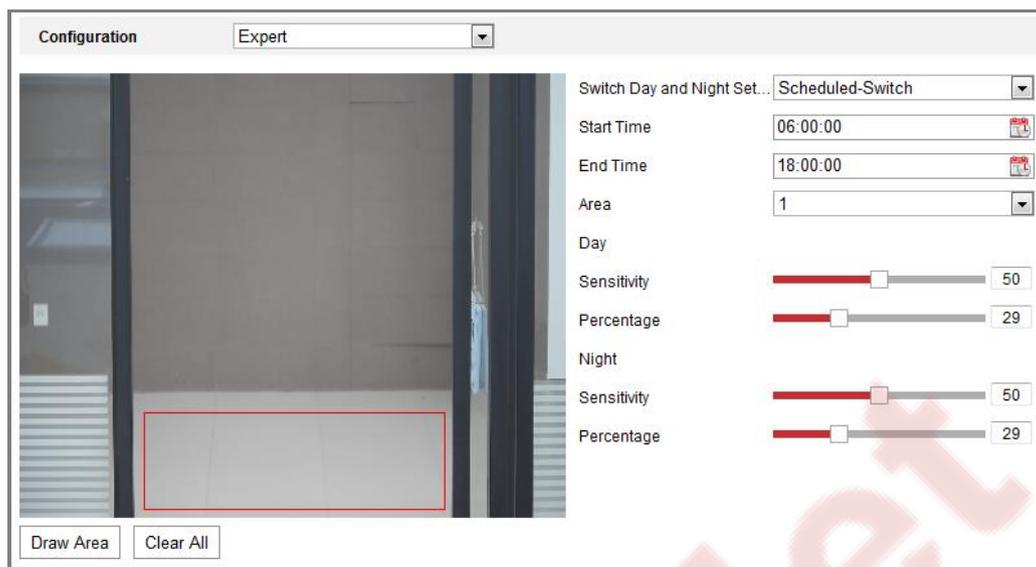 Configuration Expert
Switch Day and Night Set... Scheduled-Switch
Start Time 06:00:00
End Time 18:00:00
Area 1
Day
Sensitivity 50
Percentage 29
Night
Sensitivity 50
Percentage 29
Draw Area Clear All